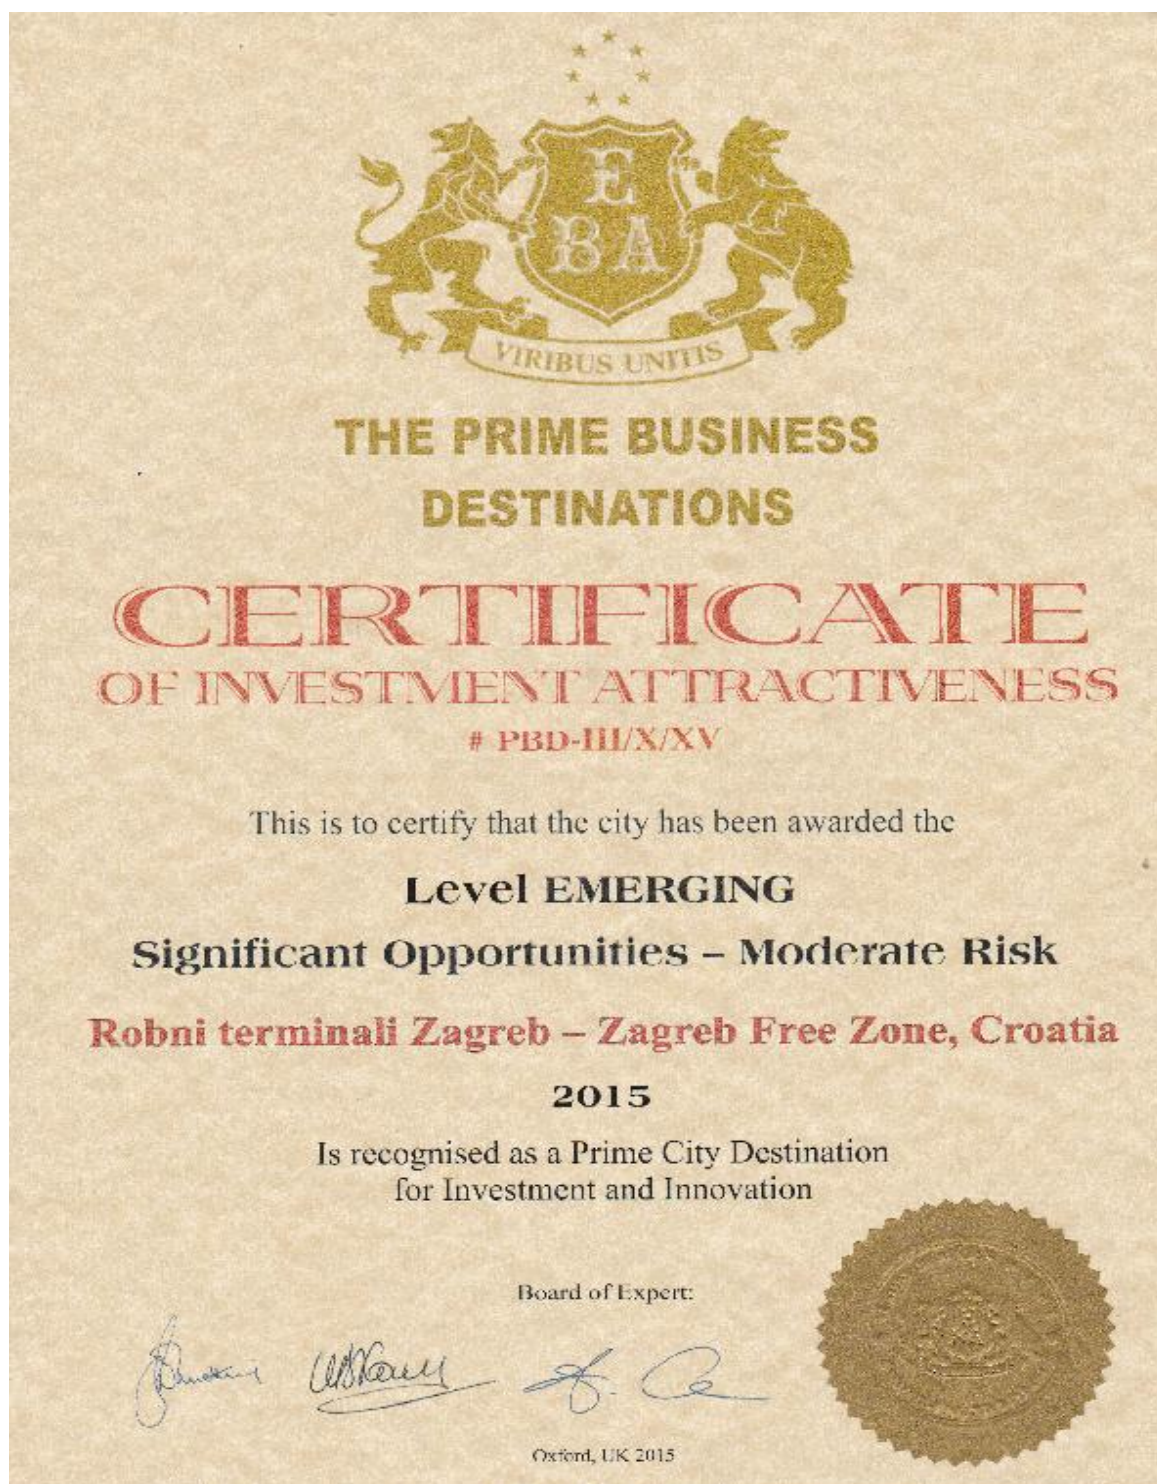 E
BA
VIRIBUS UNITIS
THE PRIME BUSINESS
DESTINATIONS
CERTIFICATE
OF INVESTMENT ATTRACTIVENESS
# PBD-III/X/XV
This is to certify that the city has been awarded the
Level EMERGING
Significant Opportunities – Moderate Risk
Robni terminali Zagreb – Zagreb Free Zone, Croatia
2015
Is recognised as a Prime City Destination
for Investment and Innovation
Board of Expert:
Oxford, UK 2015